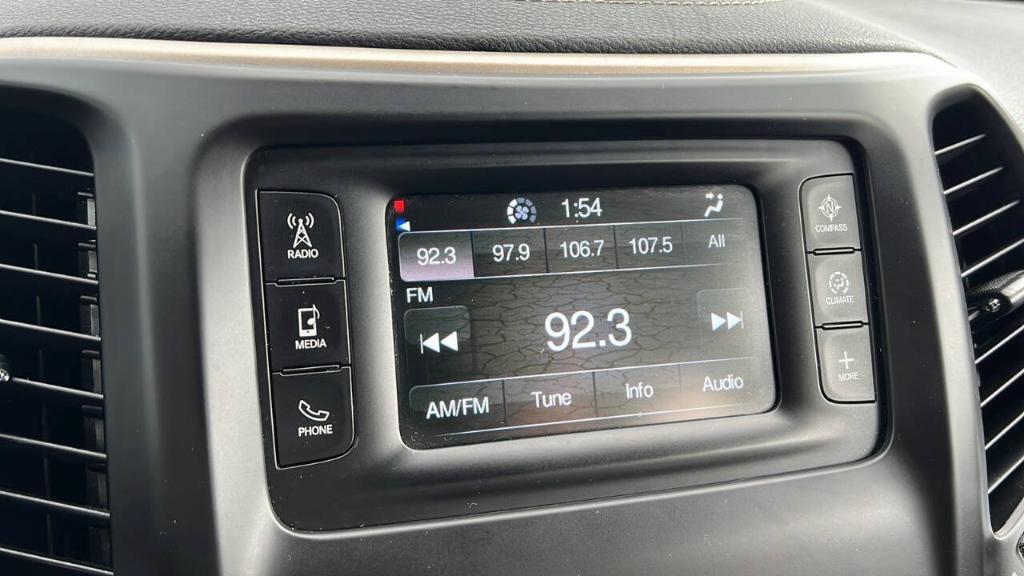 RADIO
MEDIA
PHONE
1:54
92.3 97.9 106.7 107.5 All
FM
92.3
AM/FM Tune Info Audio
N
COMPASS
CLIMATE
+
MORE